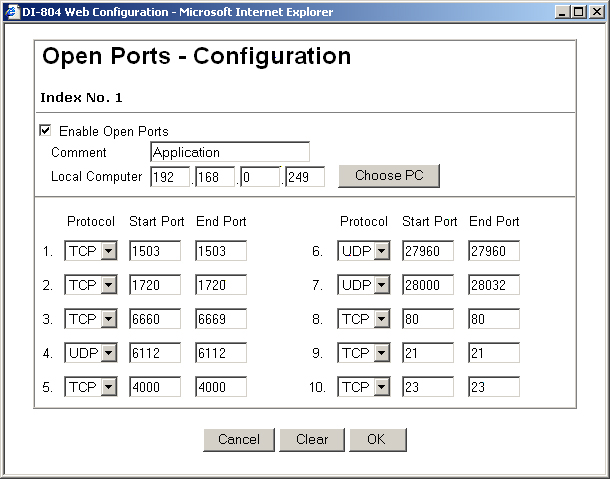 DI-804 Web Configuration - Microsoft Internet Explorer
Open Ports - Configuration
Index No. 1
Enable Open Ports
Comment Application
Local Computer 192 . 168 . 0 . 249 Choose PC
Protocol Start Port End Port Protocol Start Port End Port
1. TCP 1503 1503 6. UDP 27960 27960
2. TCP 1720 1720 7. UDP 28000 28032
3. TCP 6660 6669 8. TCP 80 80
4. UDP 6112 6112 9. TCP 21 21
5. TCP 4000 4000 10. TCP 23 23
Cancel Clear OK